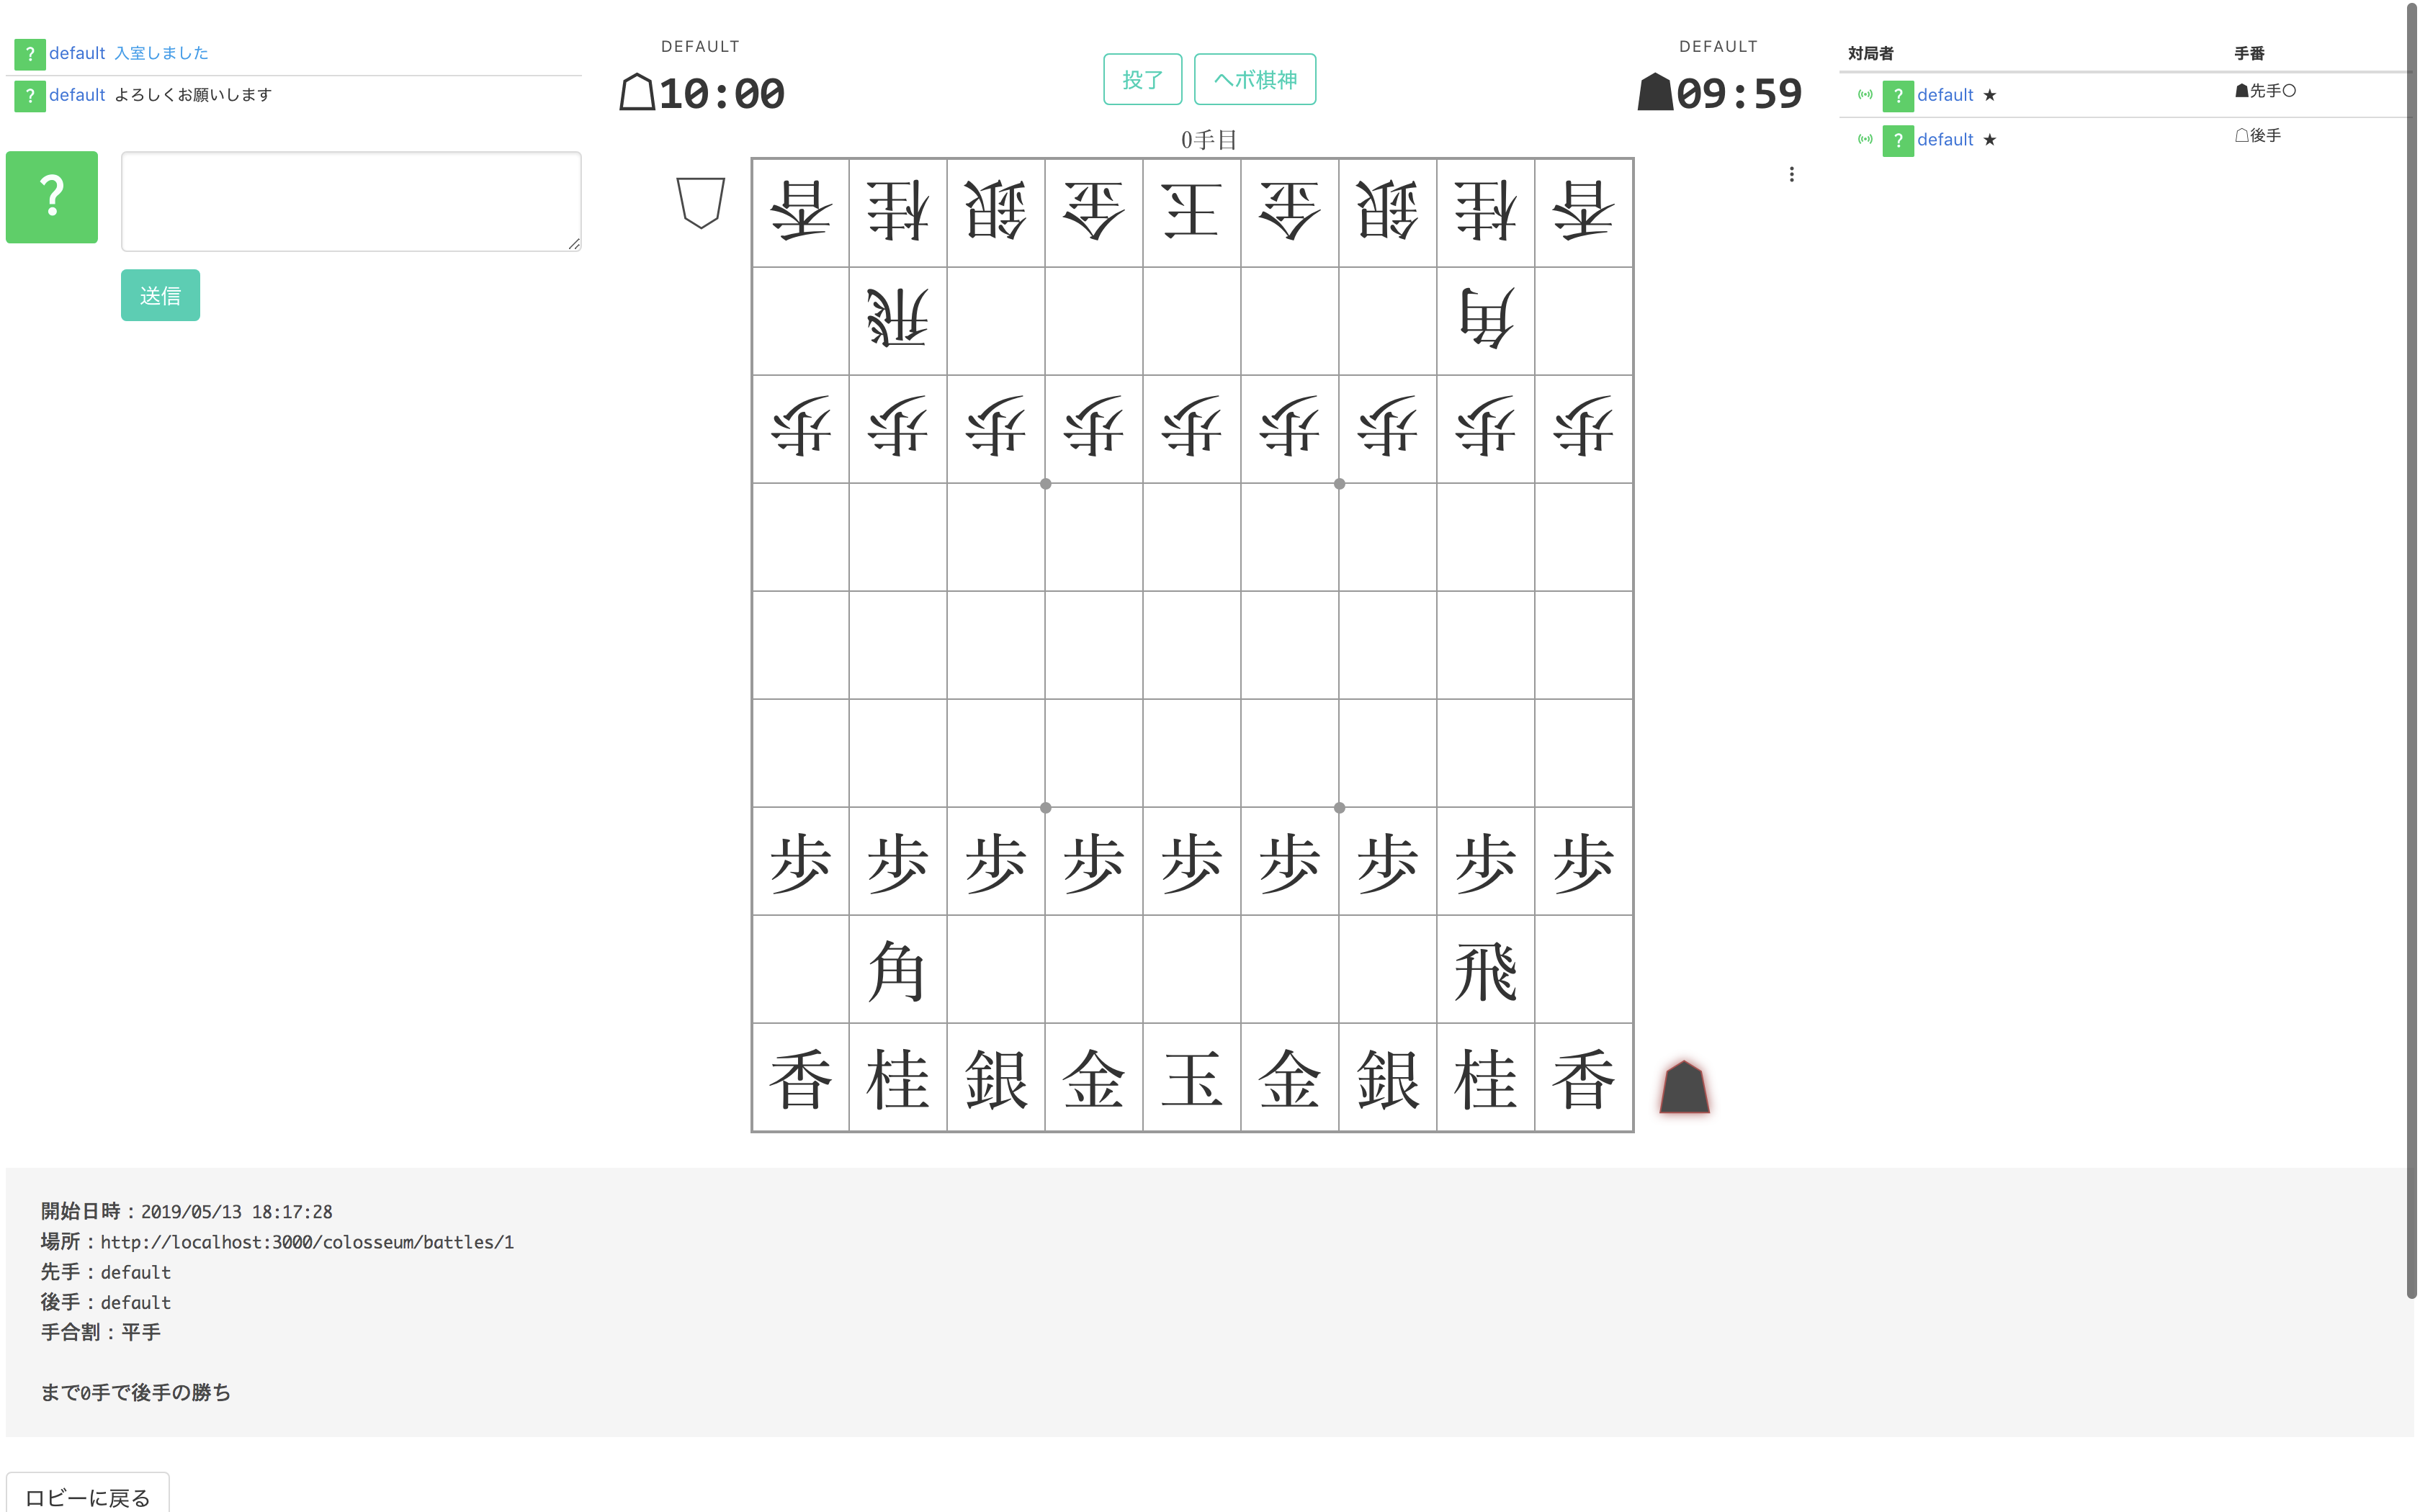 ? default 入室しました
? default よろしくお願いします
?
送信
DEFAULT
10:00
投了 ヘボ棋神
DEFAULT
09:59
0手目
香桂銀金王金銀桂香
飛角
歩歩歩歩歩歩歩歩歩
歩歩歩歩歩歩歩歩歩
角飛
香桂銀金玉金銀桂香
対局者 手番
? default ★ ☗先手○
? default ★ ☖後手
開始日時：2019/05/13 18:17:28
場所：http://localhost:3000/colosseum/battles/1
先手：default
後手：default
手合割：平手
まで0手で後手の勝ち
ロビーに戻る